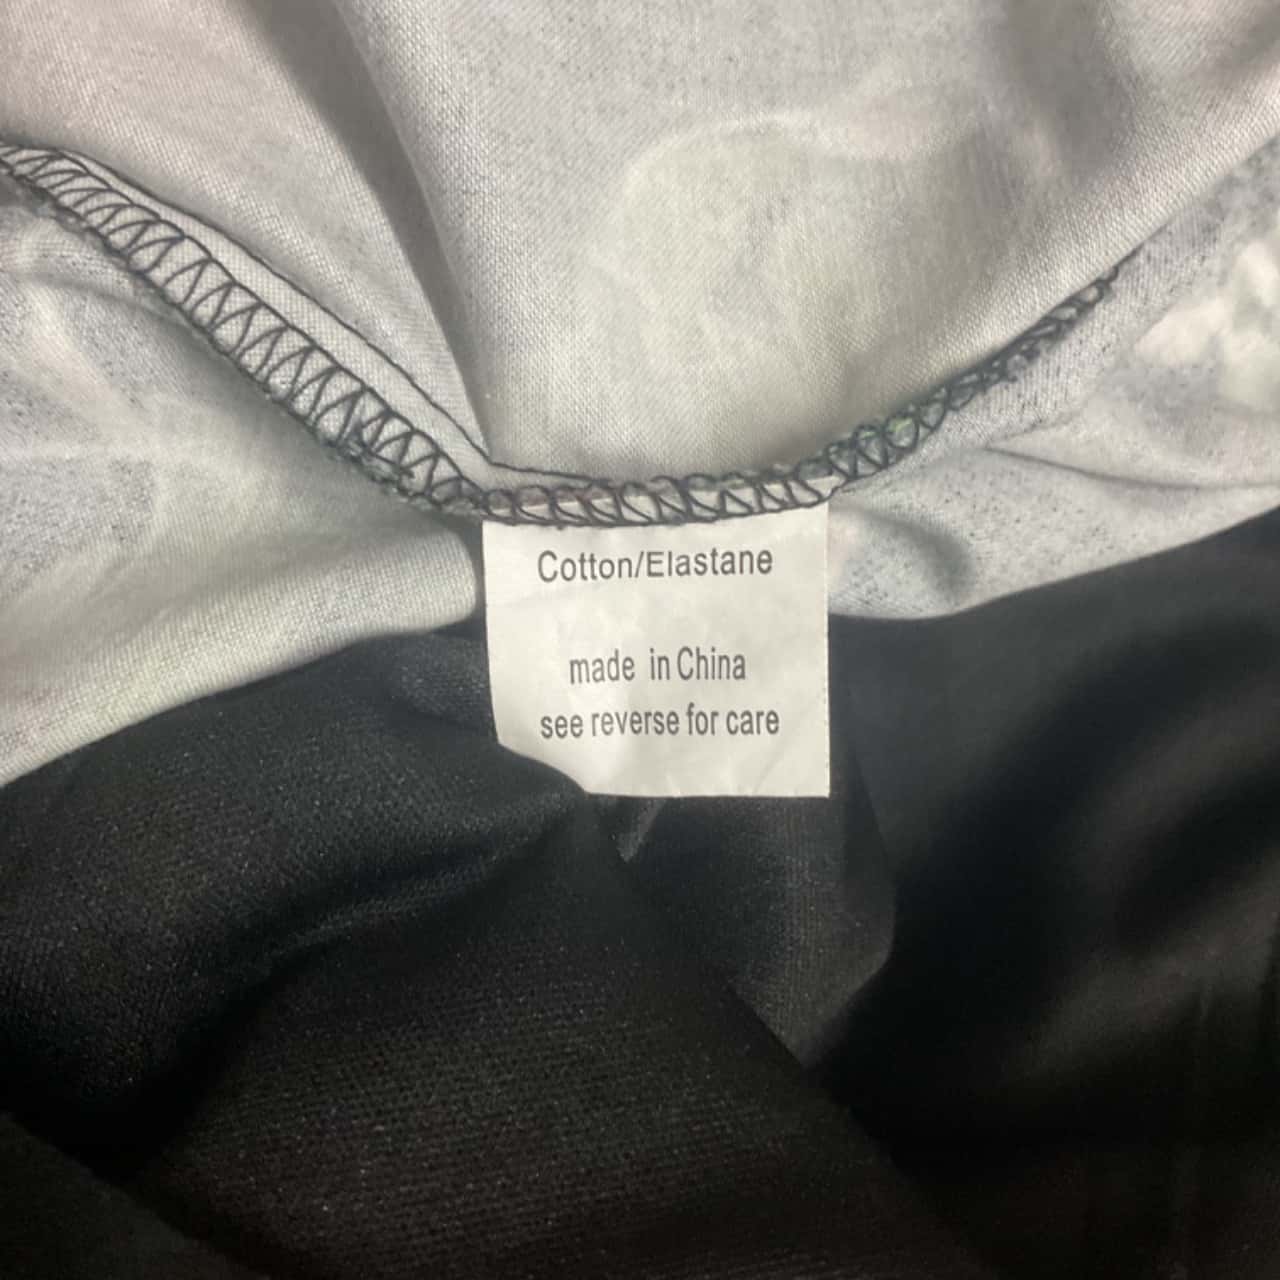 Cotton/Elastane
made in China
see reverse for care